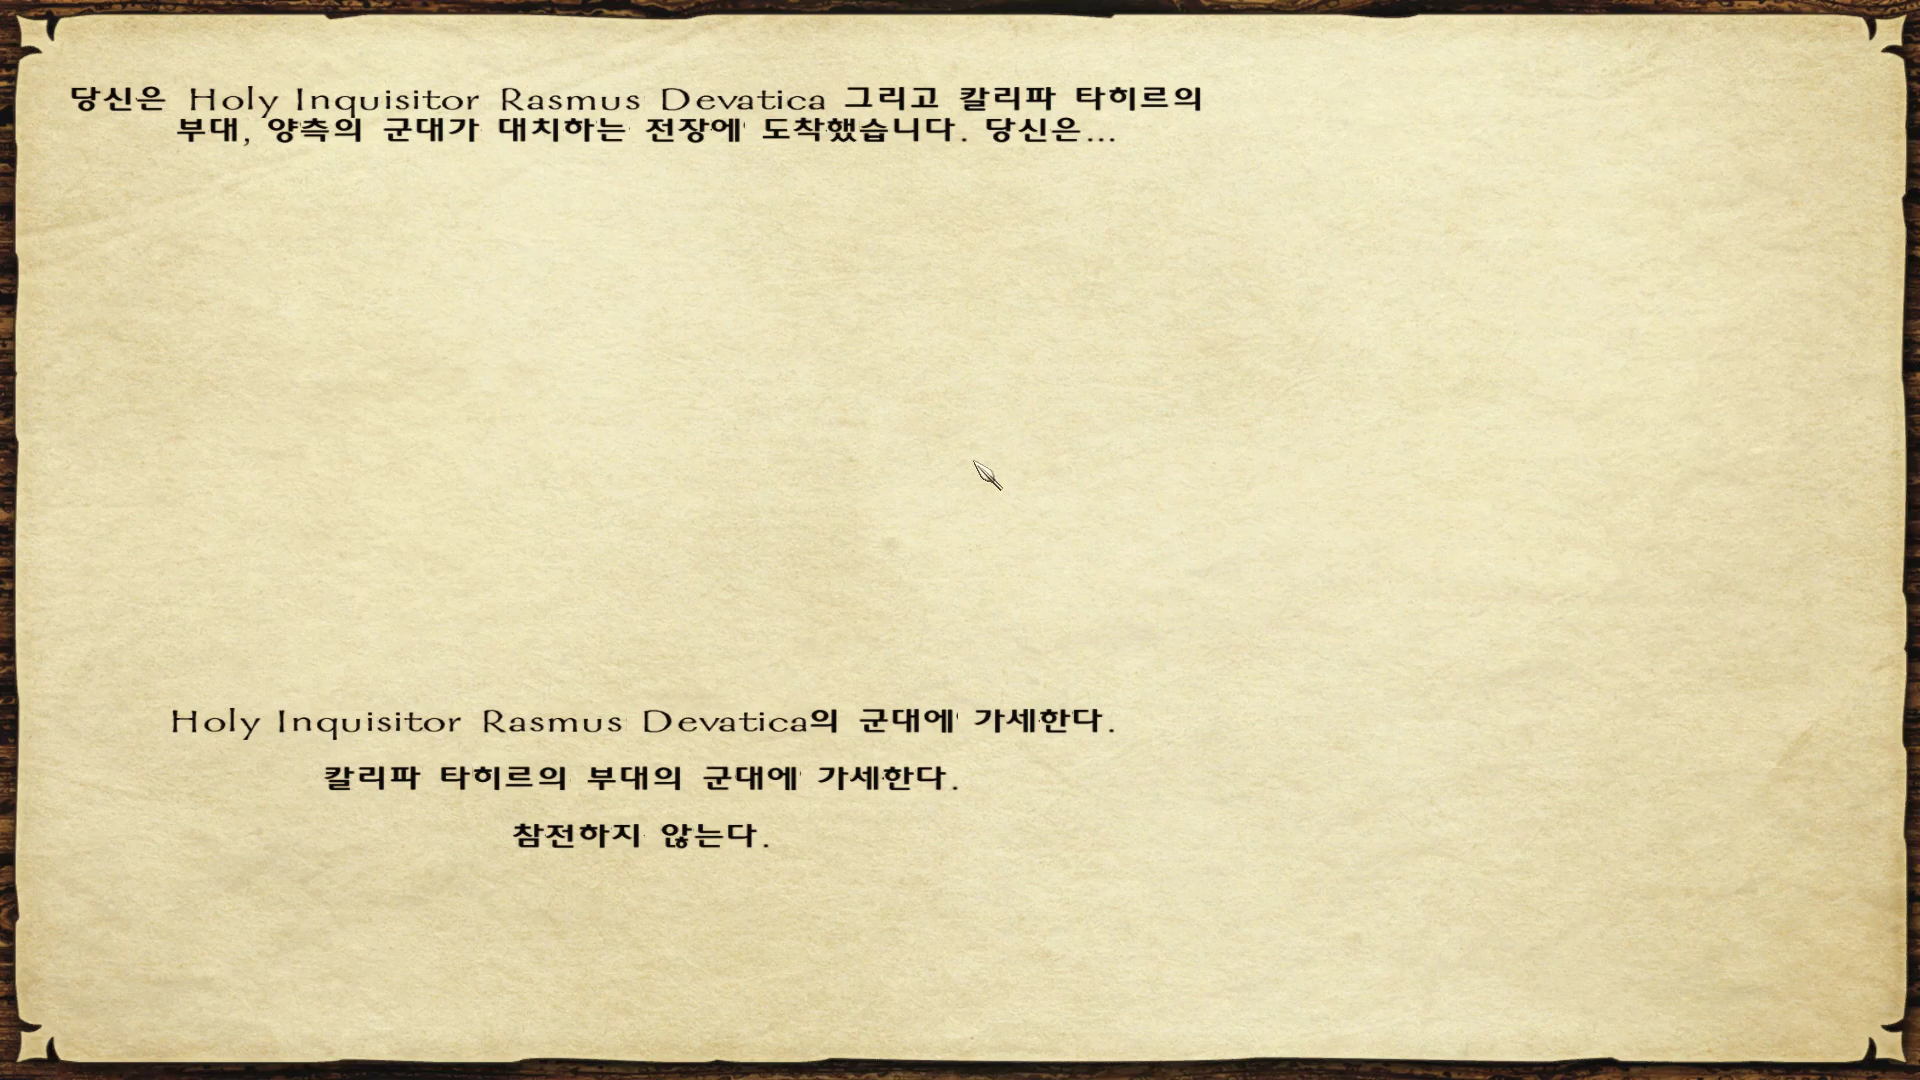 당신은 Holy Inquisitor Rasmus Devatica 그리고 칼리파 타히르의
부대, 양측의 군대가 대치하는 전장에 도착했습니다. 당신은...
Holy Inquisitor Rasmus Devatica의 군대에 가세한다.
칼리파 타히르의 부대의 군대에 가세한다.
참전하지 않는다.